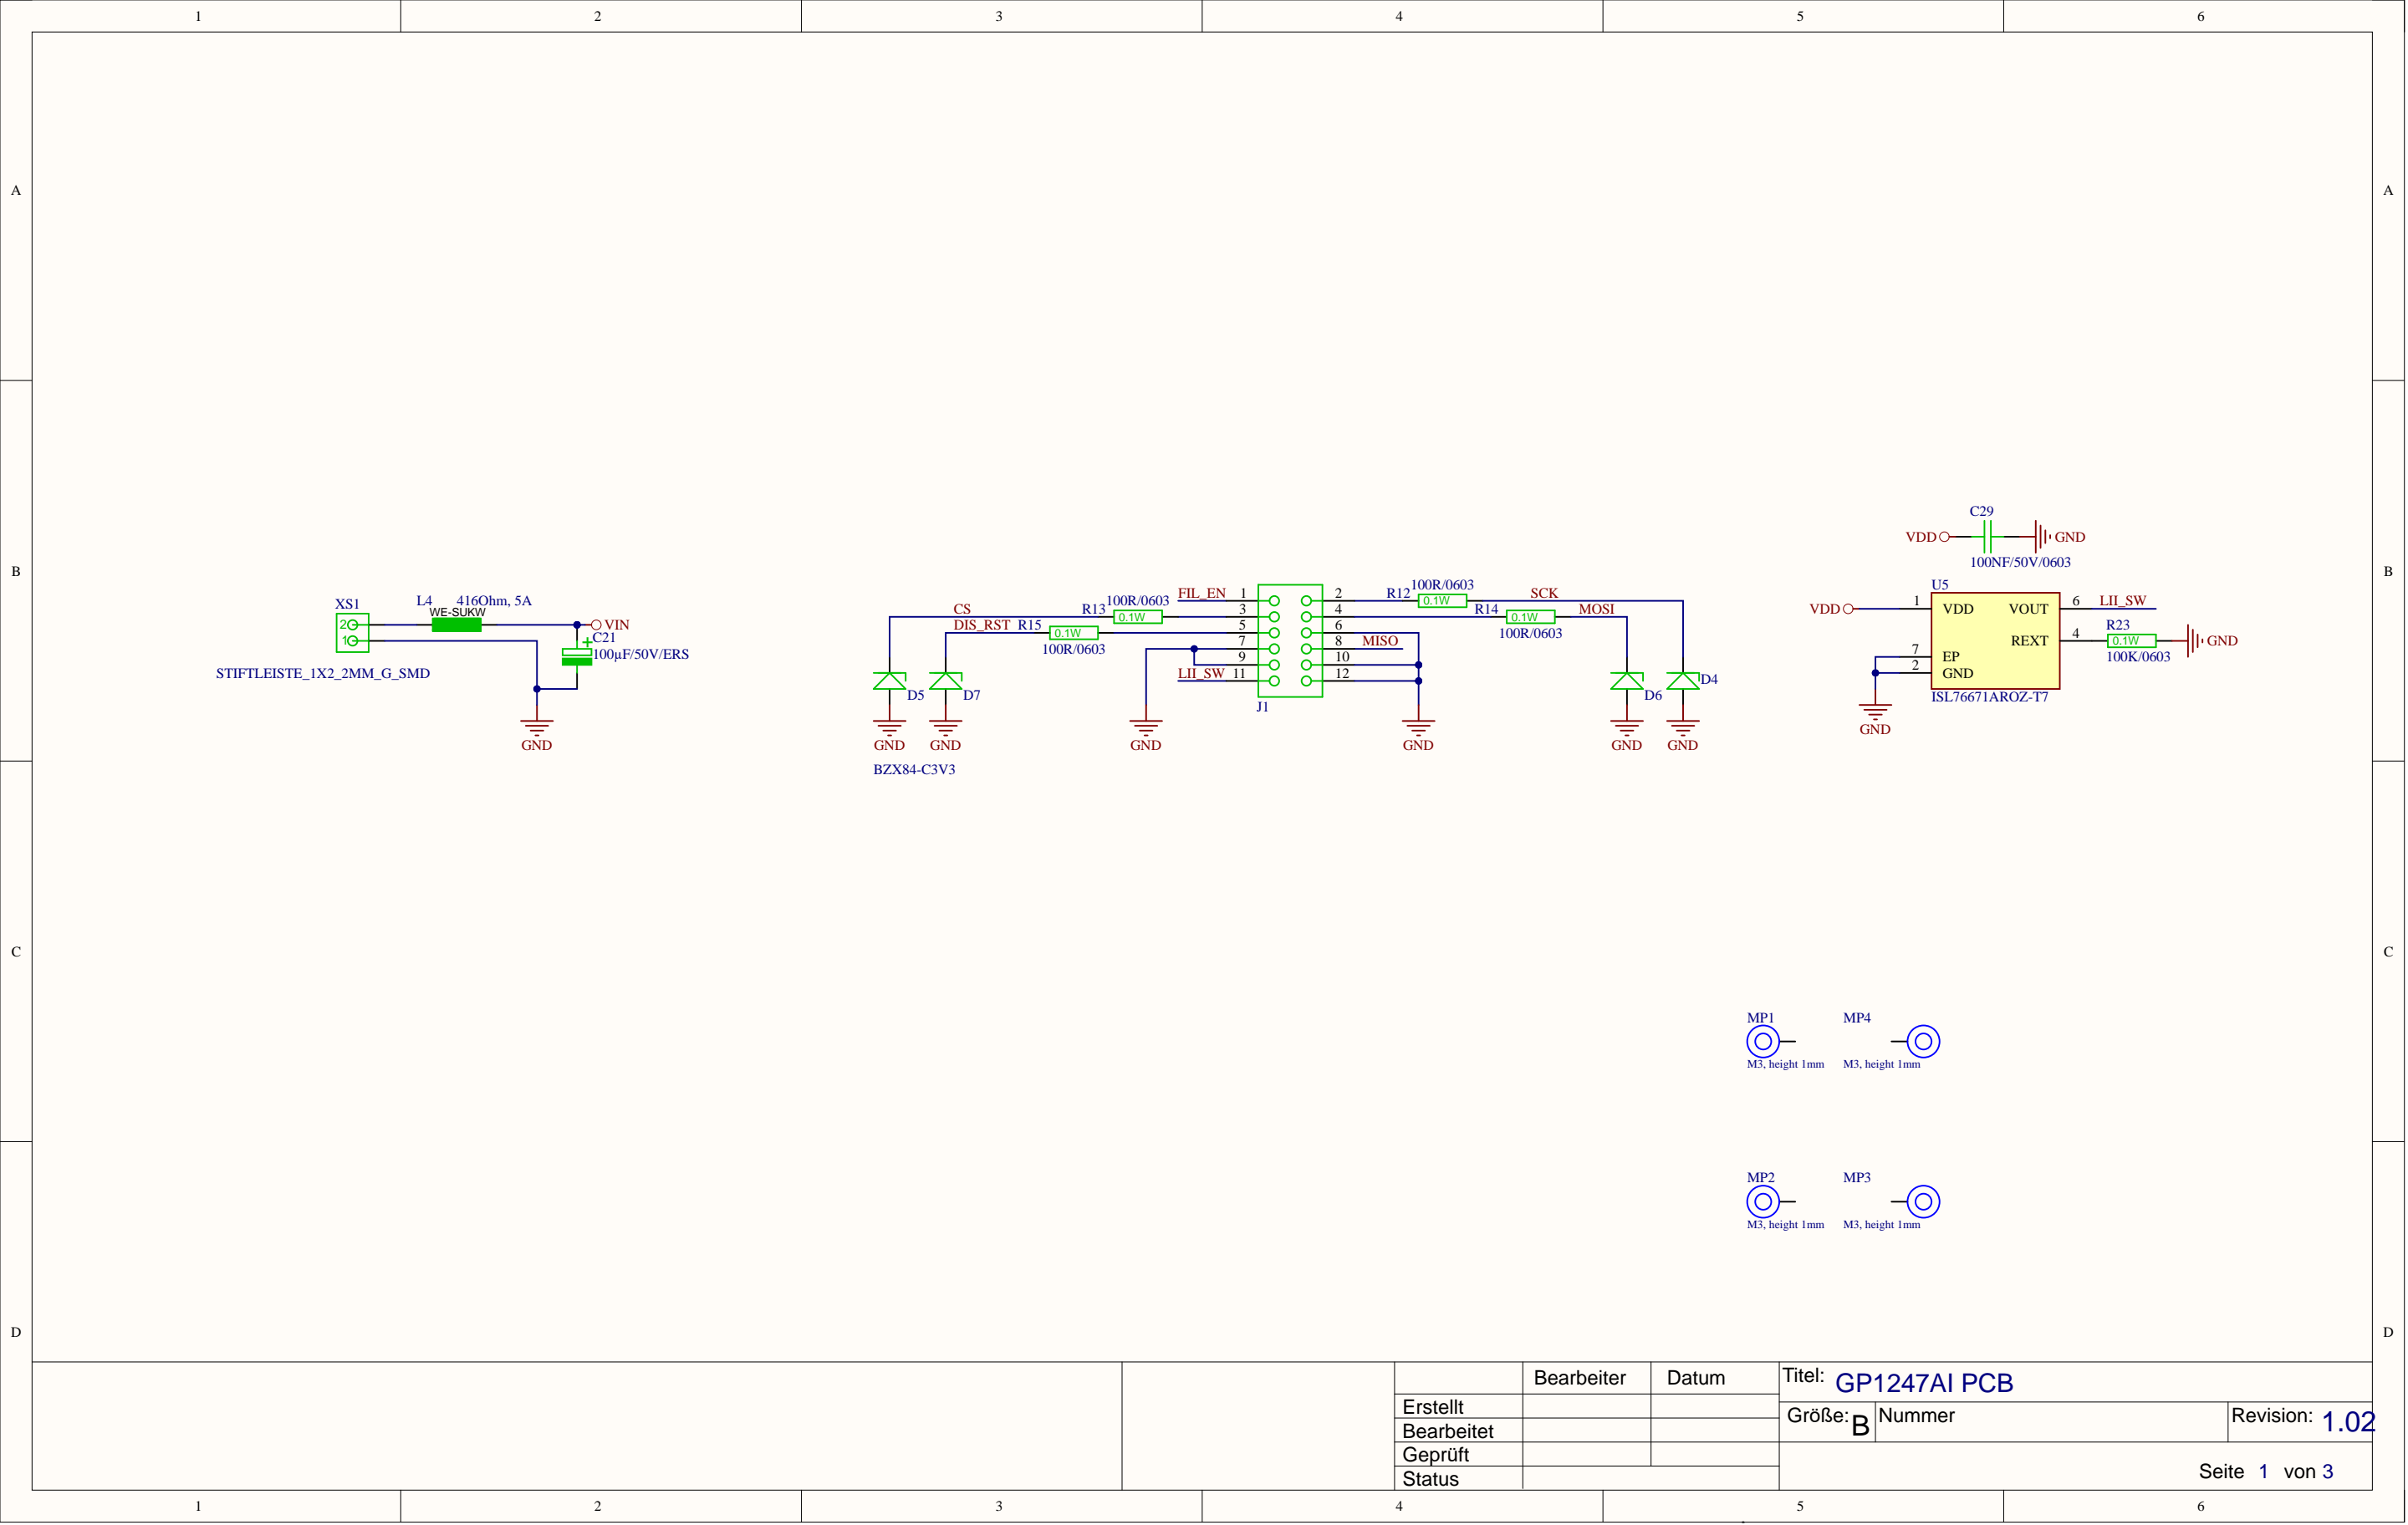 1 2 3 4 5 6
A A
B B
C C
D D
XS1
2
1
STIFTLEISTE_1X2_2MM_G_SMD
L4 416Ohm, 5A
WE-SUKW
VIN
C21
100µF/50V/ERS
GND
CS
DIS_RST
R13
100R/0603
0.1W
R15
0.1W
100R/0603
D5
D7
GND
GND
BZX84-C3V3
FIL_EN 1
3
5
7
9
LII_SW 11
GND
J1
2
4
6
8 MISO
10
12
GND
R12
100R/0603
0.1W
SCK
R14
0.1W
100R/0603
MOSI
D6
D4
GND
GND
C29
VDD GND
100NF/50V/0603
U5
VDD 1 VDD VOUT 6 LII_SW
REXT 4 R23
0.1W
100K/0603
GND
7 EP
2 GND
ISL76671AROZ-T7
GND
MP1 MP4
M3, height 1mm M3, height 1mm
MP2 MP3
M3, height 1mm M3, height 1mm
Bearbeiter Datum
Erstellt
Bearbeitet
Geprüft
Status
Titel: GP1247AI PCB
Größe: B Nummer Revision: 1.02
Seite 1 von 3
1 2 3 4 5 6